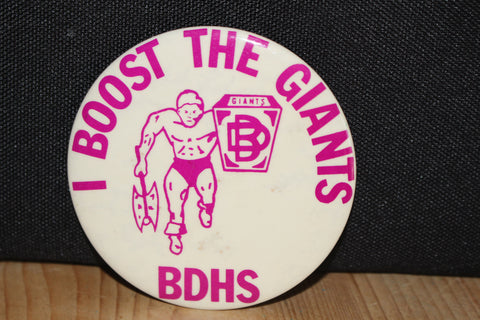 I BOOST THE GIANTS
GIANTS
BD
BDHS